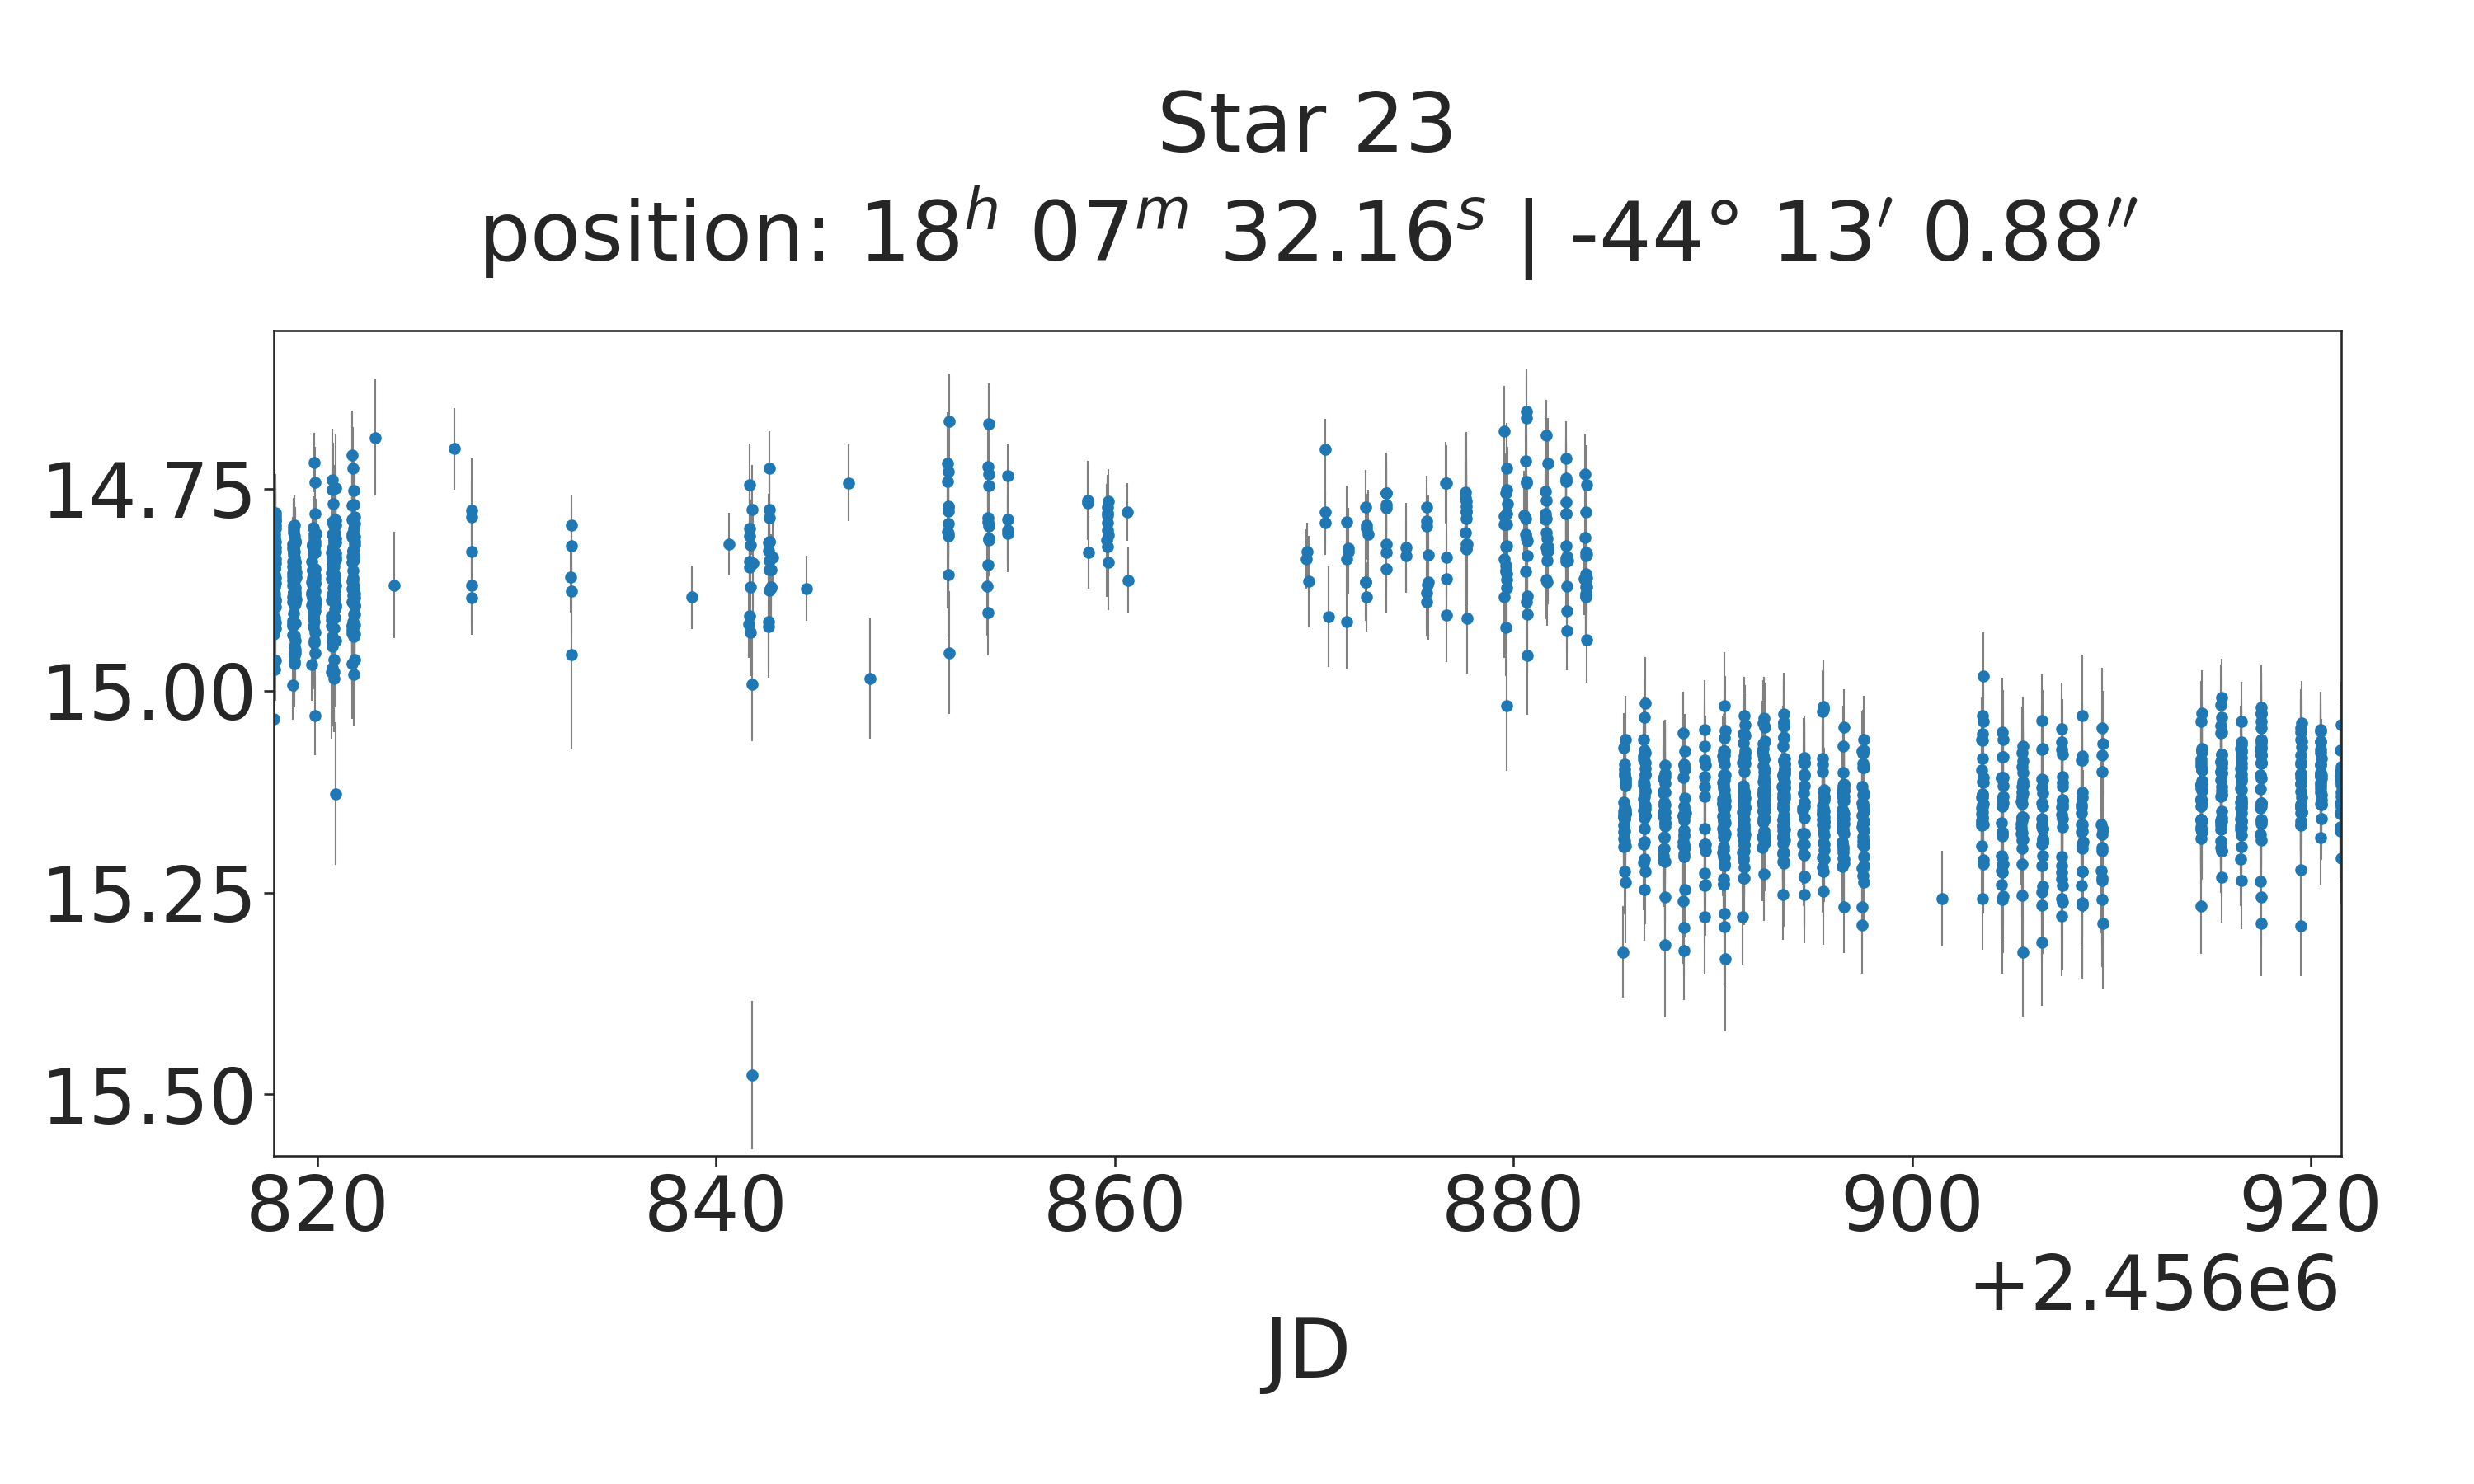 Star 23
position: 18ʰ 07ᵐ 32.16ˢ | -44° 13′ 0.88″
14.75
15.00
15.25
15.50
820 840 860 880 900 920
+2.456e6
JD